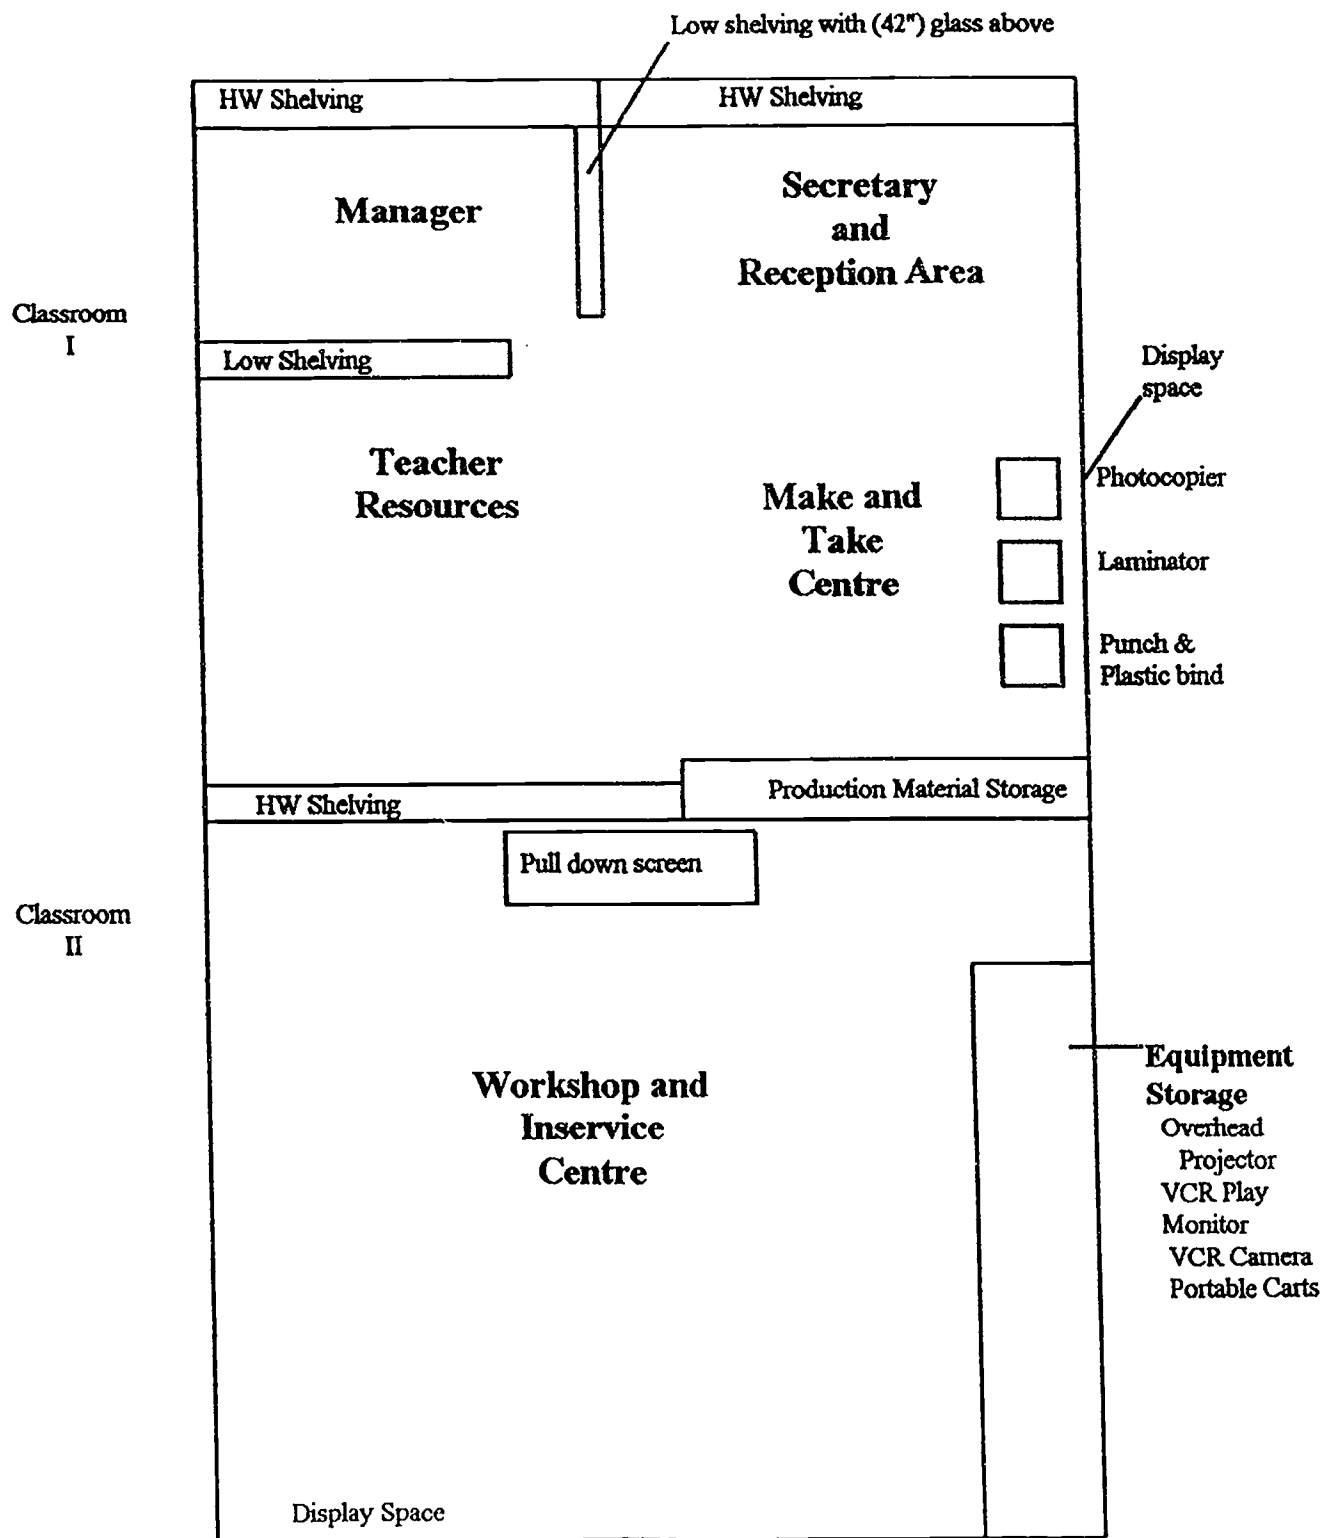 Low shelving with (42") glass above
HW Shelving
HW Shelving
Manager
Secretary
and
Reception Area
Classroom
I
Low Shelving
Display
space
Teacher
Resources
Make and
Take
Centre
Photocopier
Laminator
Punch &
Plastic bind
HW Shelving
Production Material Storage
Pull down screen
Classroom
II
Workshop and
Inservice
Centre
Equipment
Storage
Overhead
Projector
VCR Play
Monitor
VCR Camera
Portable Carts
Display Space